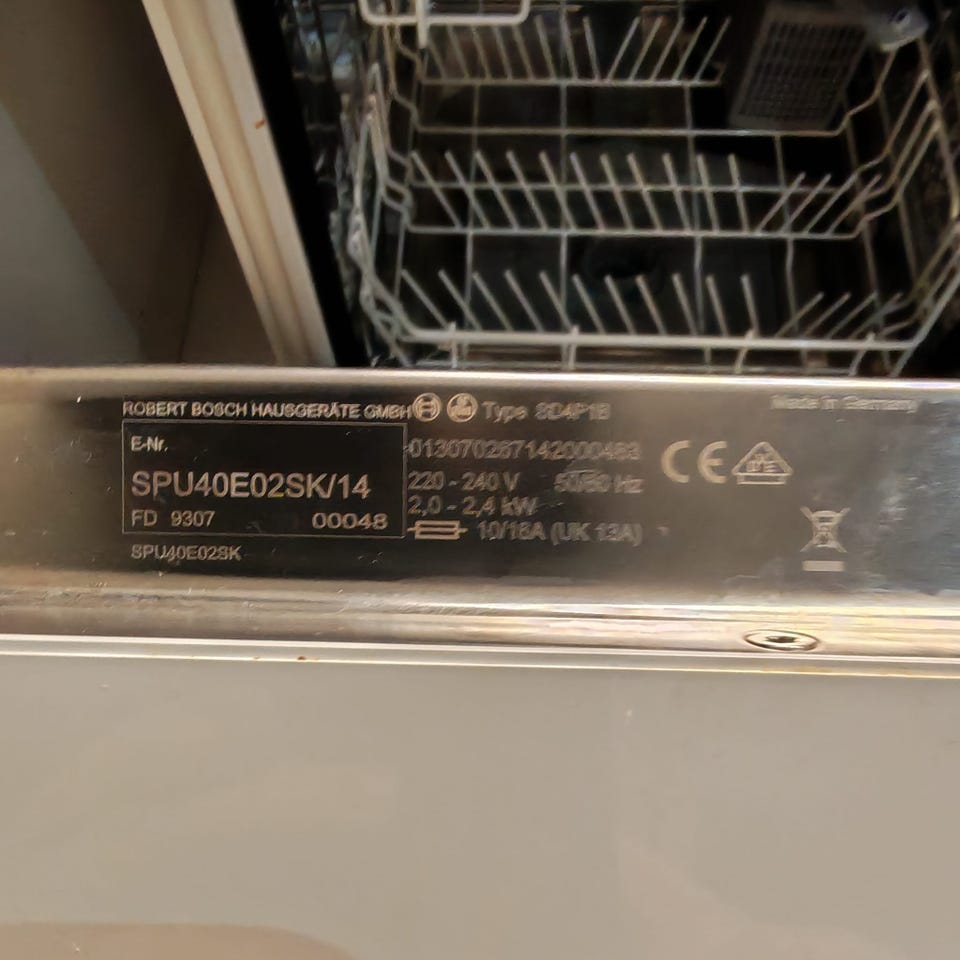 ROBERT BOSCH HAUSGERÄTE GMBH Type SD4P1B Made in Germany
E-Nr.
SPU40E02SK/14
FD 9307 00048
SPU40E02SK
013070267142000483
220 - 240 V 50/60 Hz
2,0 - 2,4 kW
10/16A (UK 13A)
CE